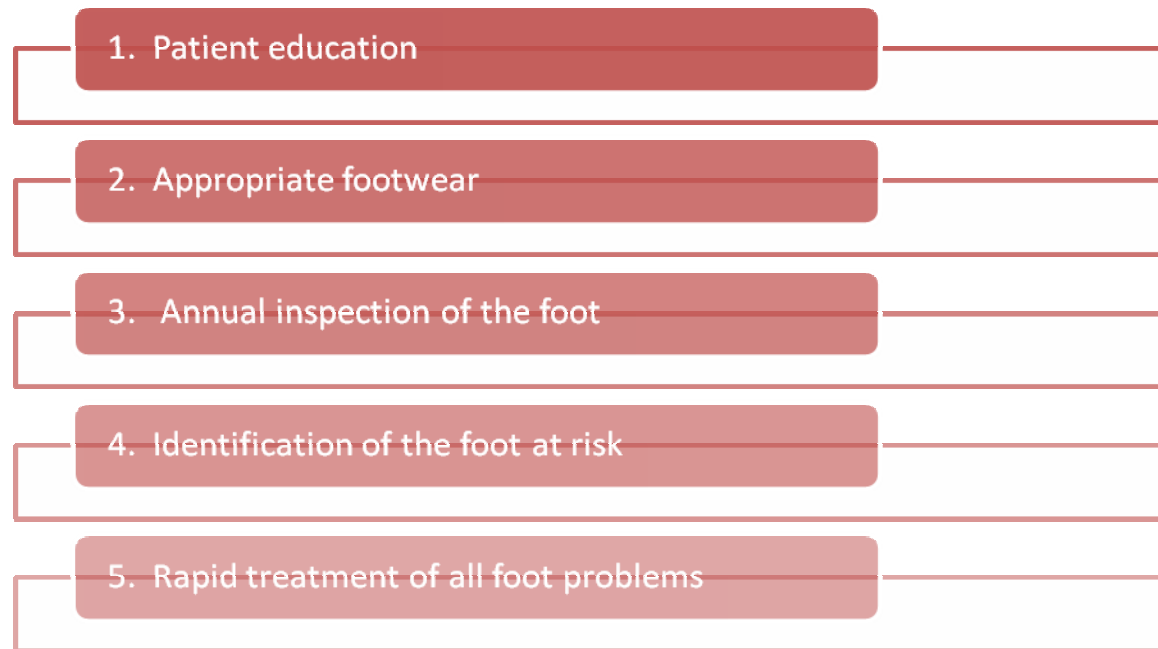 1. Patient education
2. Appropriate footwear
3. Annual inspection of the foot
4. Identification of the foot at risk
5. Rapid treatment of all foot problems